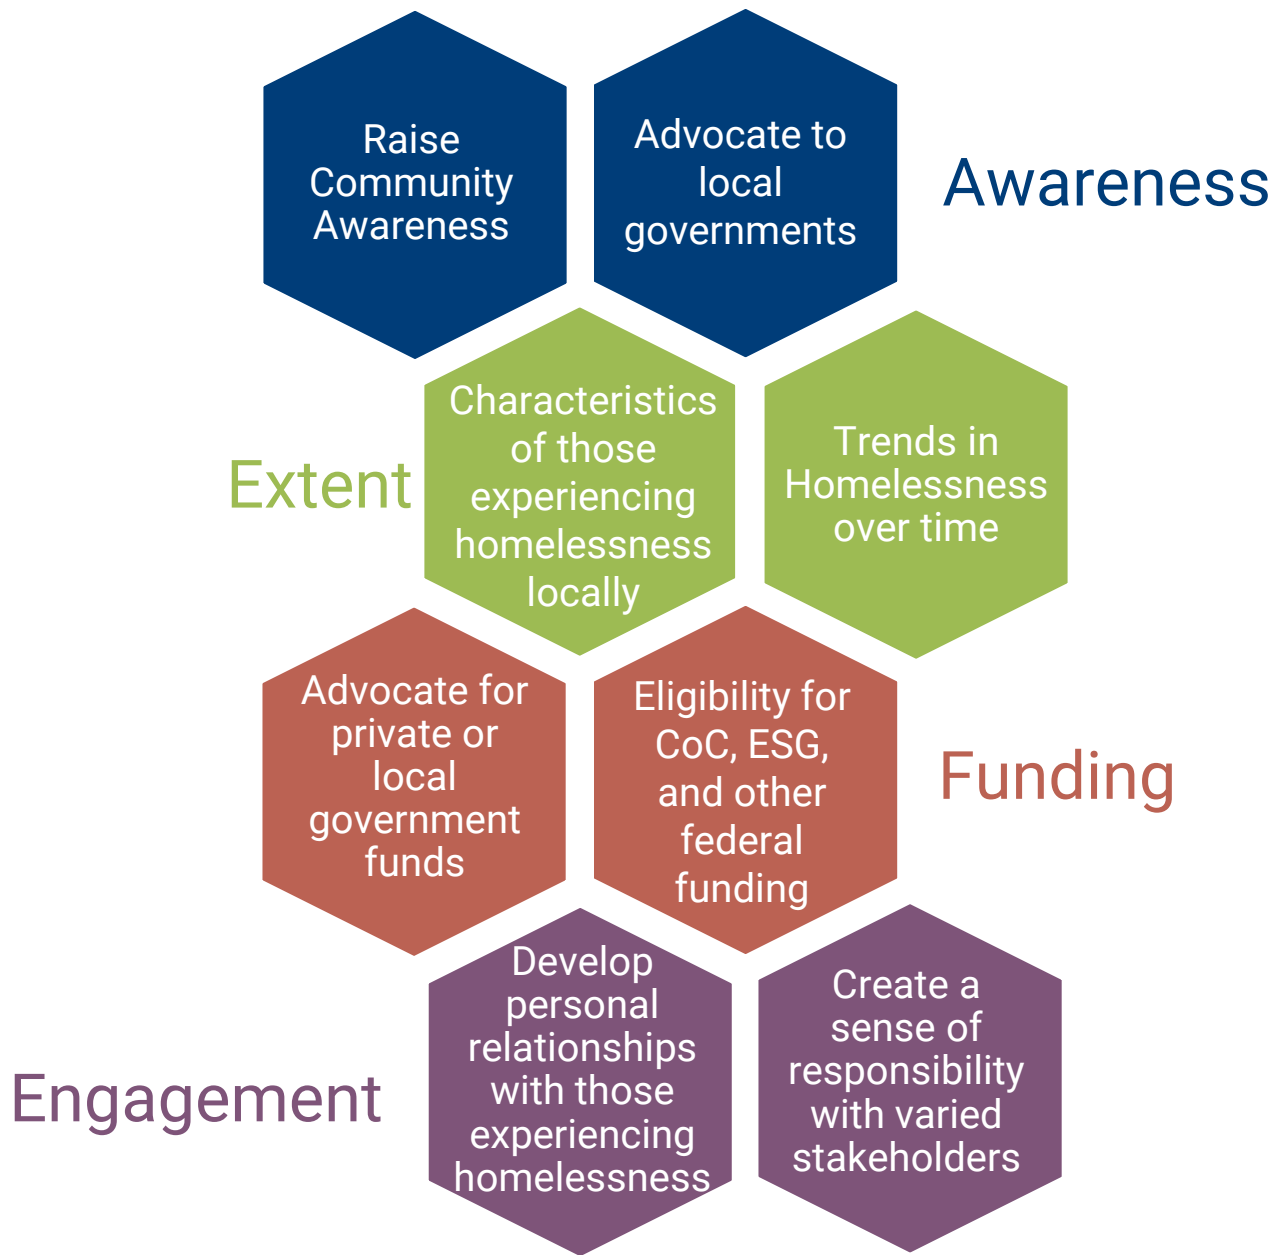 Raise
Community
Awareness
Advocate to
local
governments
Awareness
Extent
Characteristics
of those
experiencing
homelessness
locally
Trends in
Homelessness
over time
Advocate for
private or
local
government
funds
Eligibility for
CoC, ESG,
and other
federal
funding
Funding
Engagement
Develop
personal
relationships
with those
experiencing
homelessness
Create a
sense of
responsibility
with varied
stakeholders